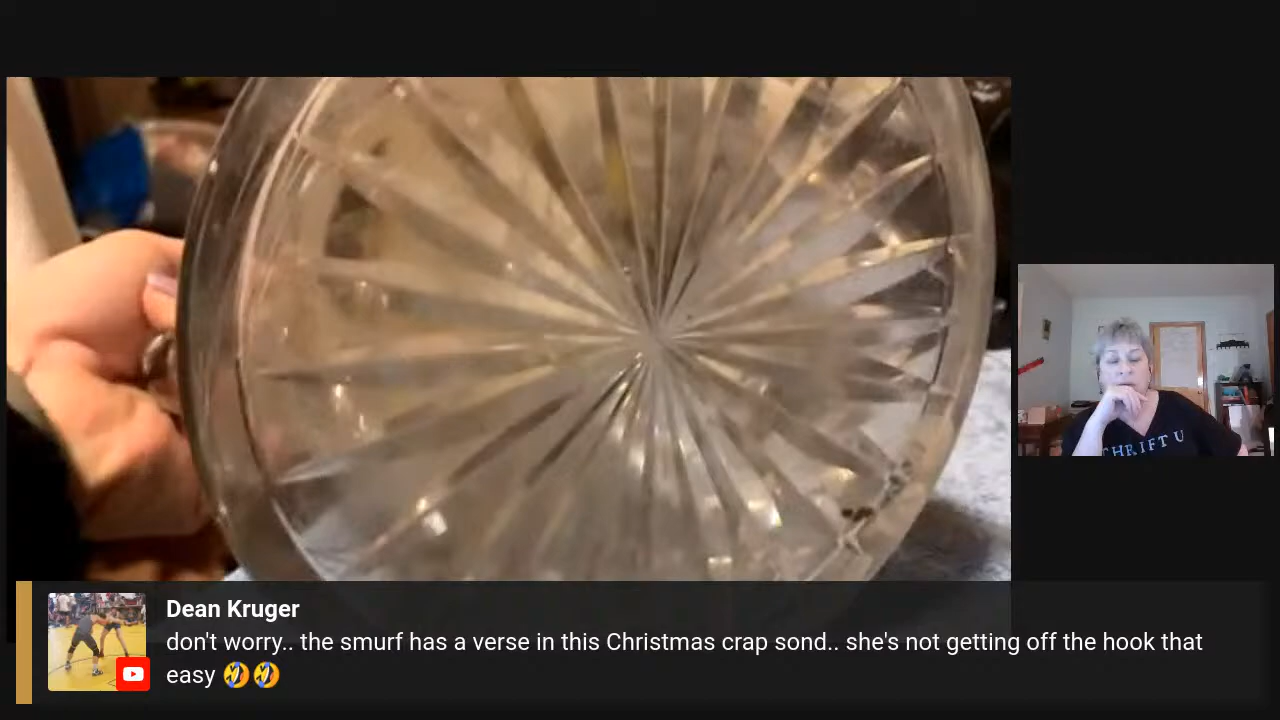 THRIFT U
Dean Kruger
don't worry.. the smurf has a verse in this Christmas crap sond.. she's not getting off the hook that
easy 🤣🤣